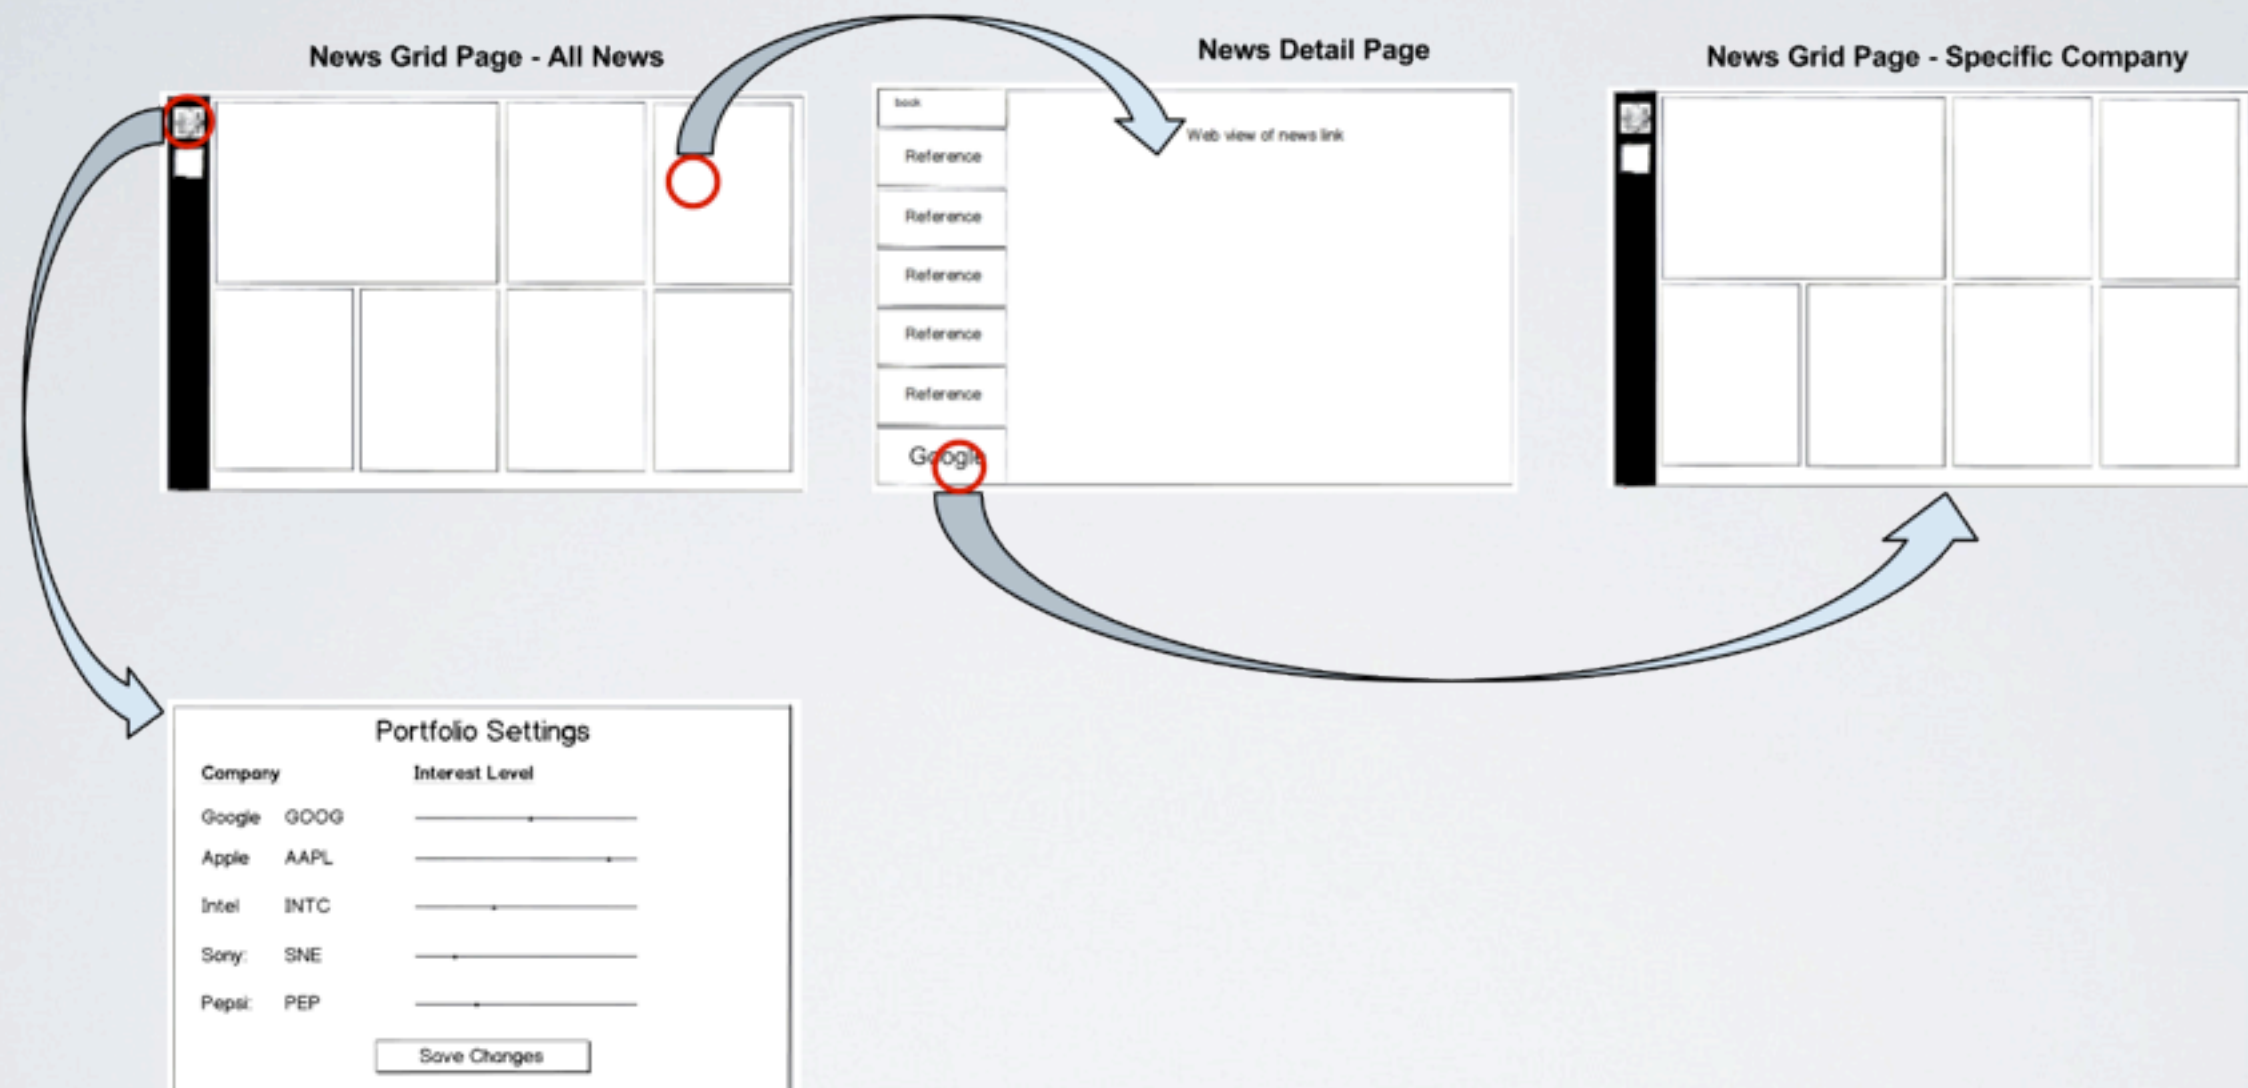 News Grid Page - All News
News Detail Page
News Grid Page - Specific Company
book
Web view of news link
Reference
Reference
Reference
Reference
Reference
Google
Portfolio Settings
Company Interest Level
Google GOOG
Apple AAPL
Intel INTC
Sony: SNE
Pepsi: PEP
Save Changes